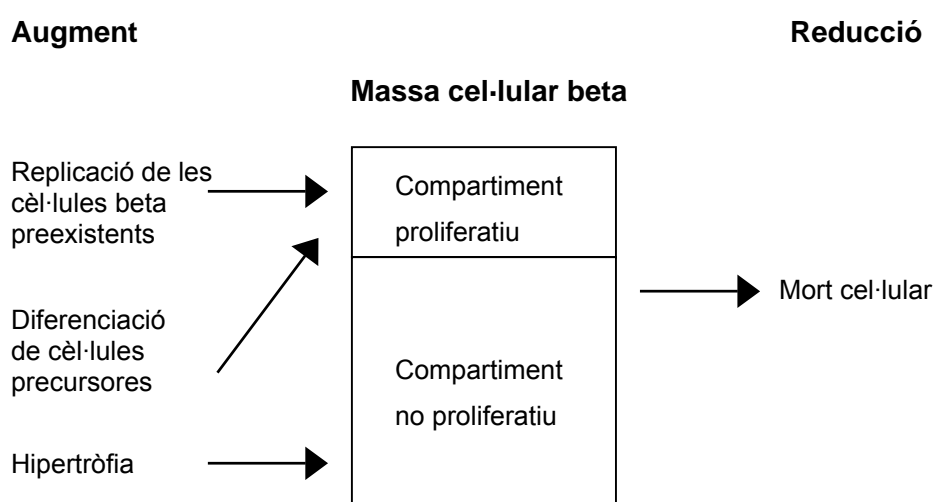 Augment
Reducció
Massa cel·lular beta
Replicació de les
cèl·lules beta
preexistents
Compartiment
proliferatiu
Mort cel·lular
Diferenciació
de cèl·lules
precursores
Compartiment
no proliferatiu
Hipertròfia